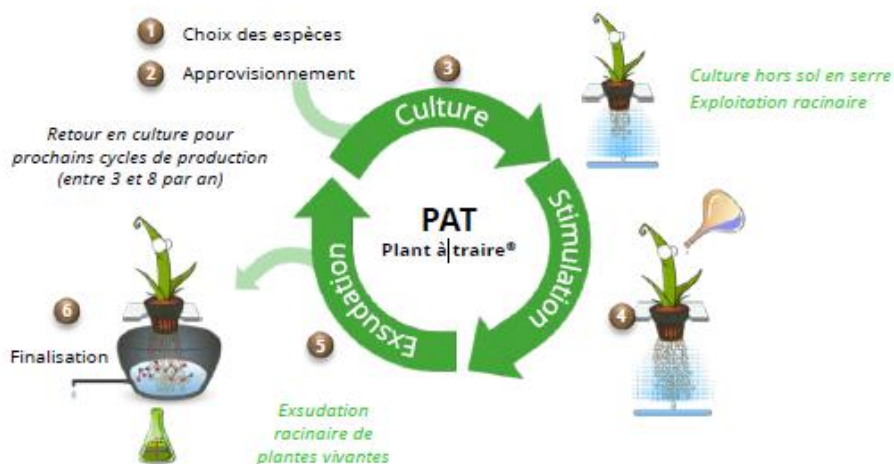 1 Choix des espèces
2 Approvisionnement
3
Culture
Culture hors sol en serre
Exploitation racinaire
Retour en culture pour
prochains cycles de production
(entre 3 et 8 par an)
PAT
Plant à traire®
Stimulation
4
Exsudation
5
Exsudation
racinaire de
plantes vivantes
6
Finalisation